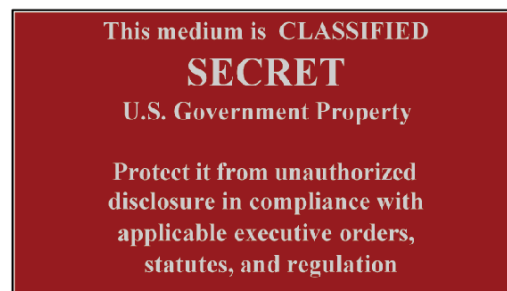 This medium is CLASSIFIED
SECRET
U.S. Government Property
Protect it from unauthorized
disclosure in compliance with
applicable executive orders,
statutes, and regulation